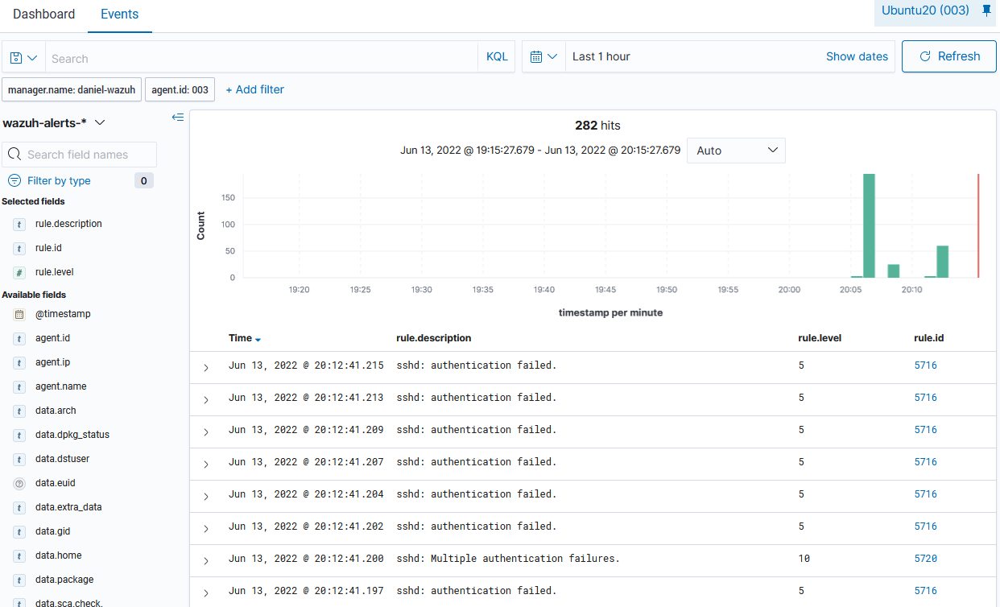 Dashboard Events Ubuntu20 (003)
Search KQL Last 1 hour Show dates Refresh
manager.name: daniel-wazuh agent.id: 003 + Add filter
wazuh-alerts-*
Search field names
Filter by type 0
Selected fields
t rule.description
t rule.id
# rule.level
Available fields
@timestamp
t agent.id
t agent.ip
t agent.name
t data.arch
t data.dpkg_status
t data.dstuser
? data.euid
t data.extra_data
t data.gid
t data.home
t data.package
t data.sca.check.
282 hits
Jun 13, 2022 @ 19:15:27.679 - Jun 13, 2022 @ 20:15:27.679 Auto
Count
150
100
50
0
19:20 19:25 19:30 19:35 19:40 19:45 19:50 19:55 20:00 20:05 20:10
timestamp per minute
Time rule.description rule.level rule.id
Jun 13, 2022 @ 20:12:41.215 sshd: authentication failed. 5 5716
Jun 13, 2022 @ 20:12:41.213 sshd: authentication failed. 5 5716
Jun 13, 2022 @ 20:12:41.209 sshd: authentication failed. 5 5716
Jun 13, 2022 @ 20:12:41.207 sshd: authentication failed. 5 5716
Jun 13, 2022 @ 20:12:41.204 sshd: authentication failed. 5 5716
Jun 13, 2022 @ 20:12:41.202 sshd: authentication failed. 5 5716
Jun 13, 2022 @ 20:12:41.200 sshd: Multiple authentication failures. 10 5720
Jun 13, 2022 @ 20:12:41.197 sshd: authentication failed. 5 5716